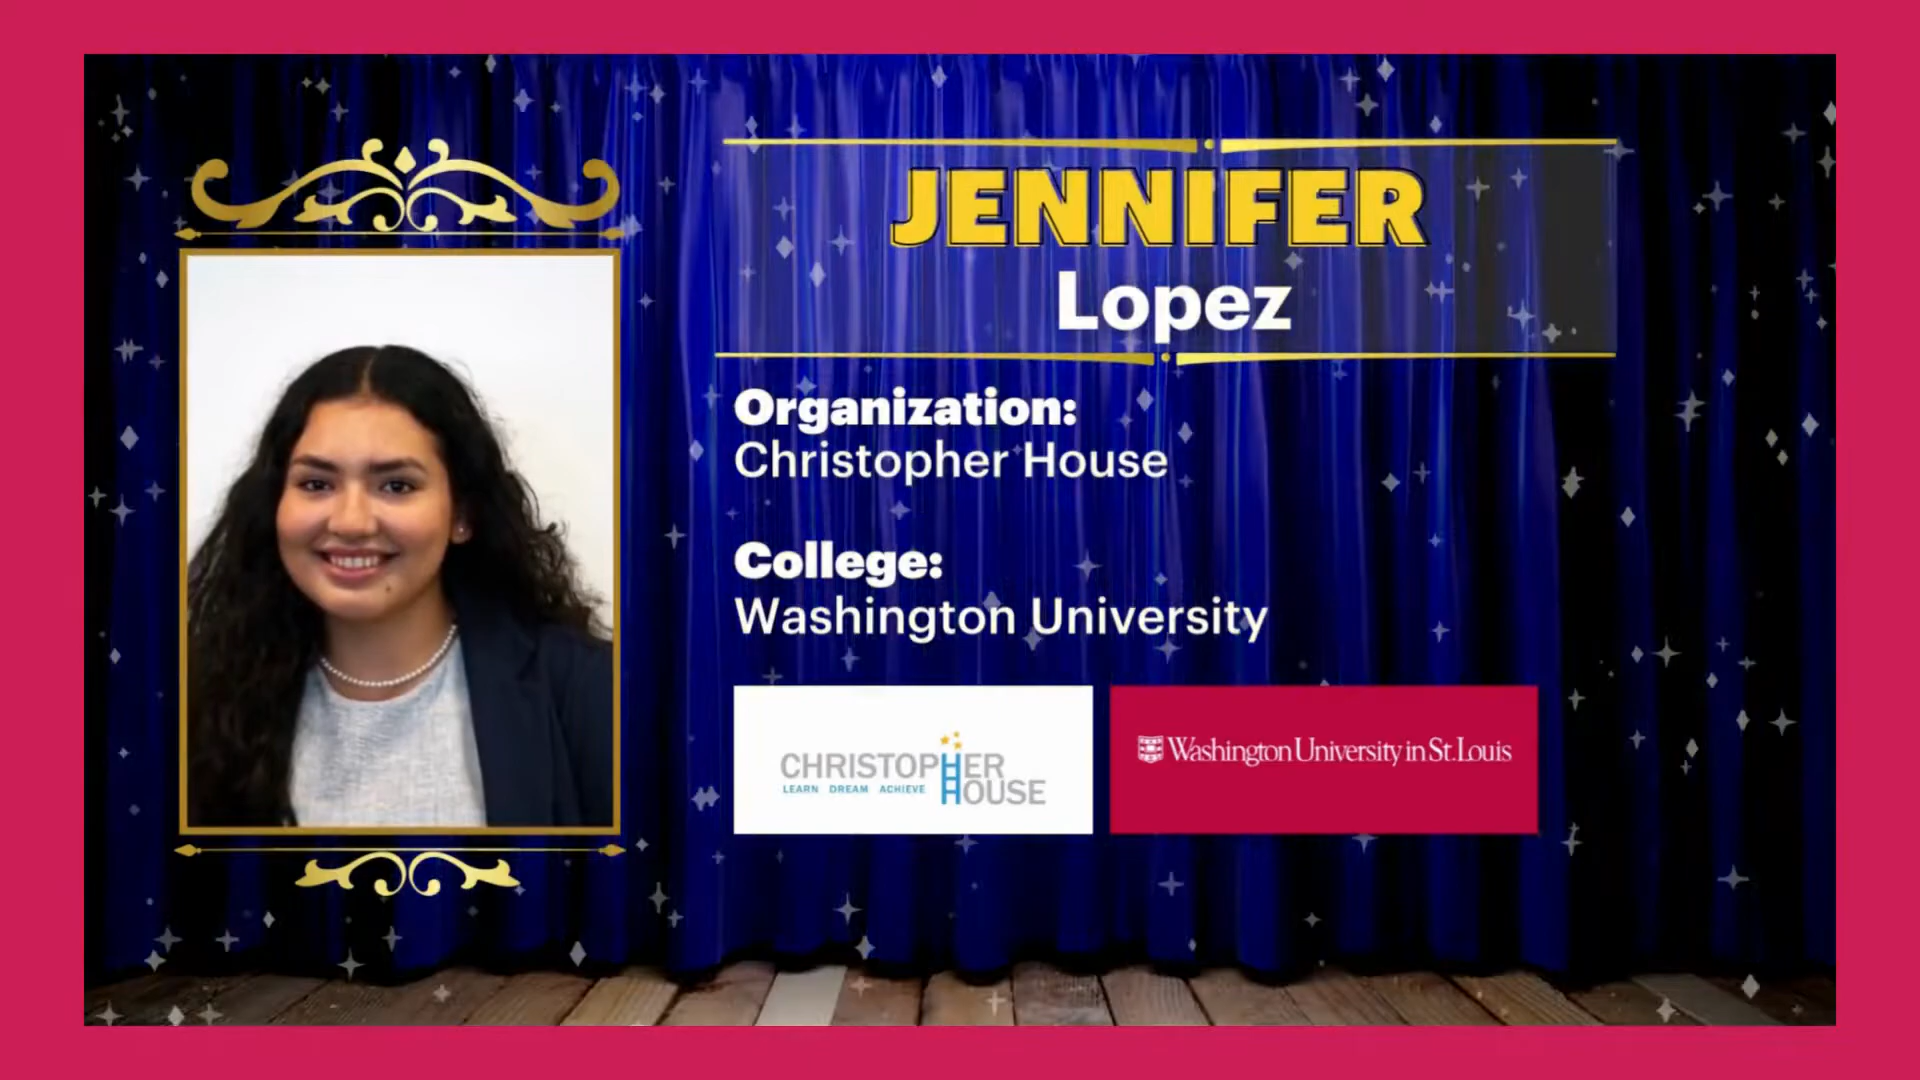 JENNIFER
Lopez
Organization:
Christopher House
College:
Washington University
CHRISTOPHER
LEARN DREAM ACHIEVE HOUSE
Washington University in St. Louis